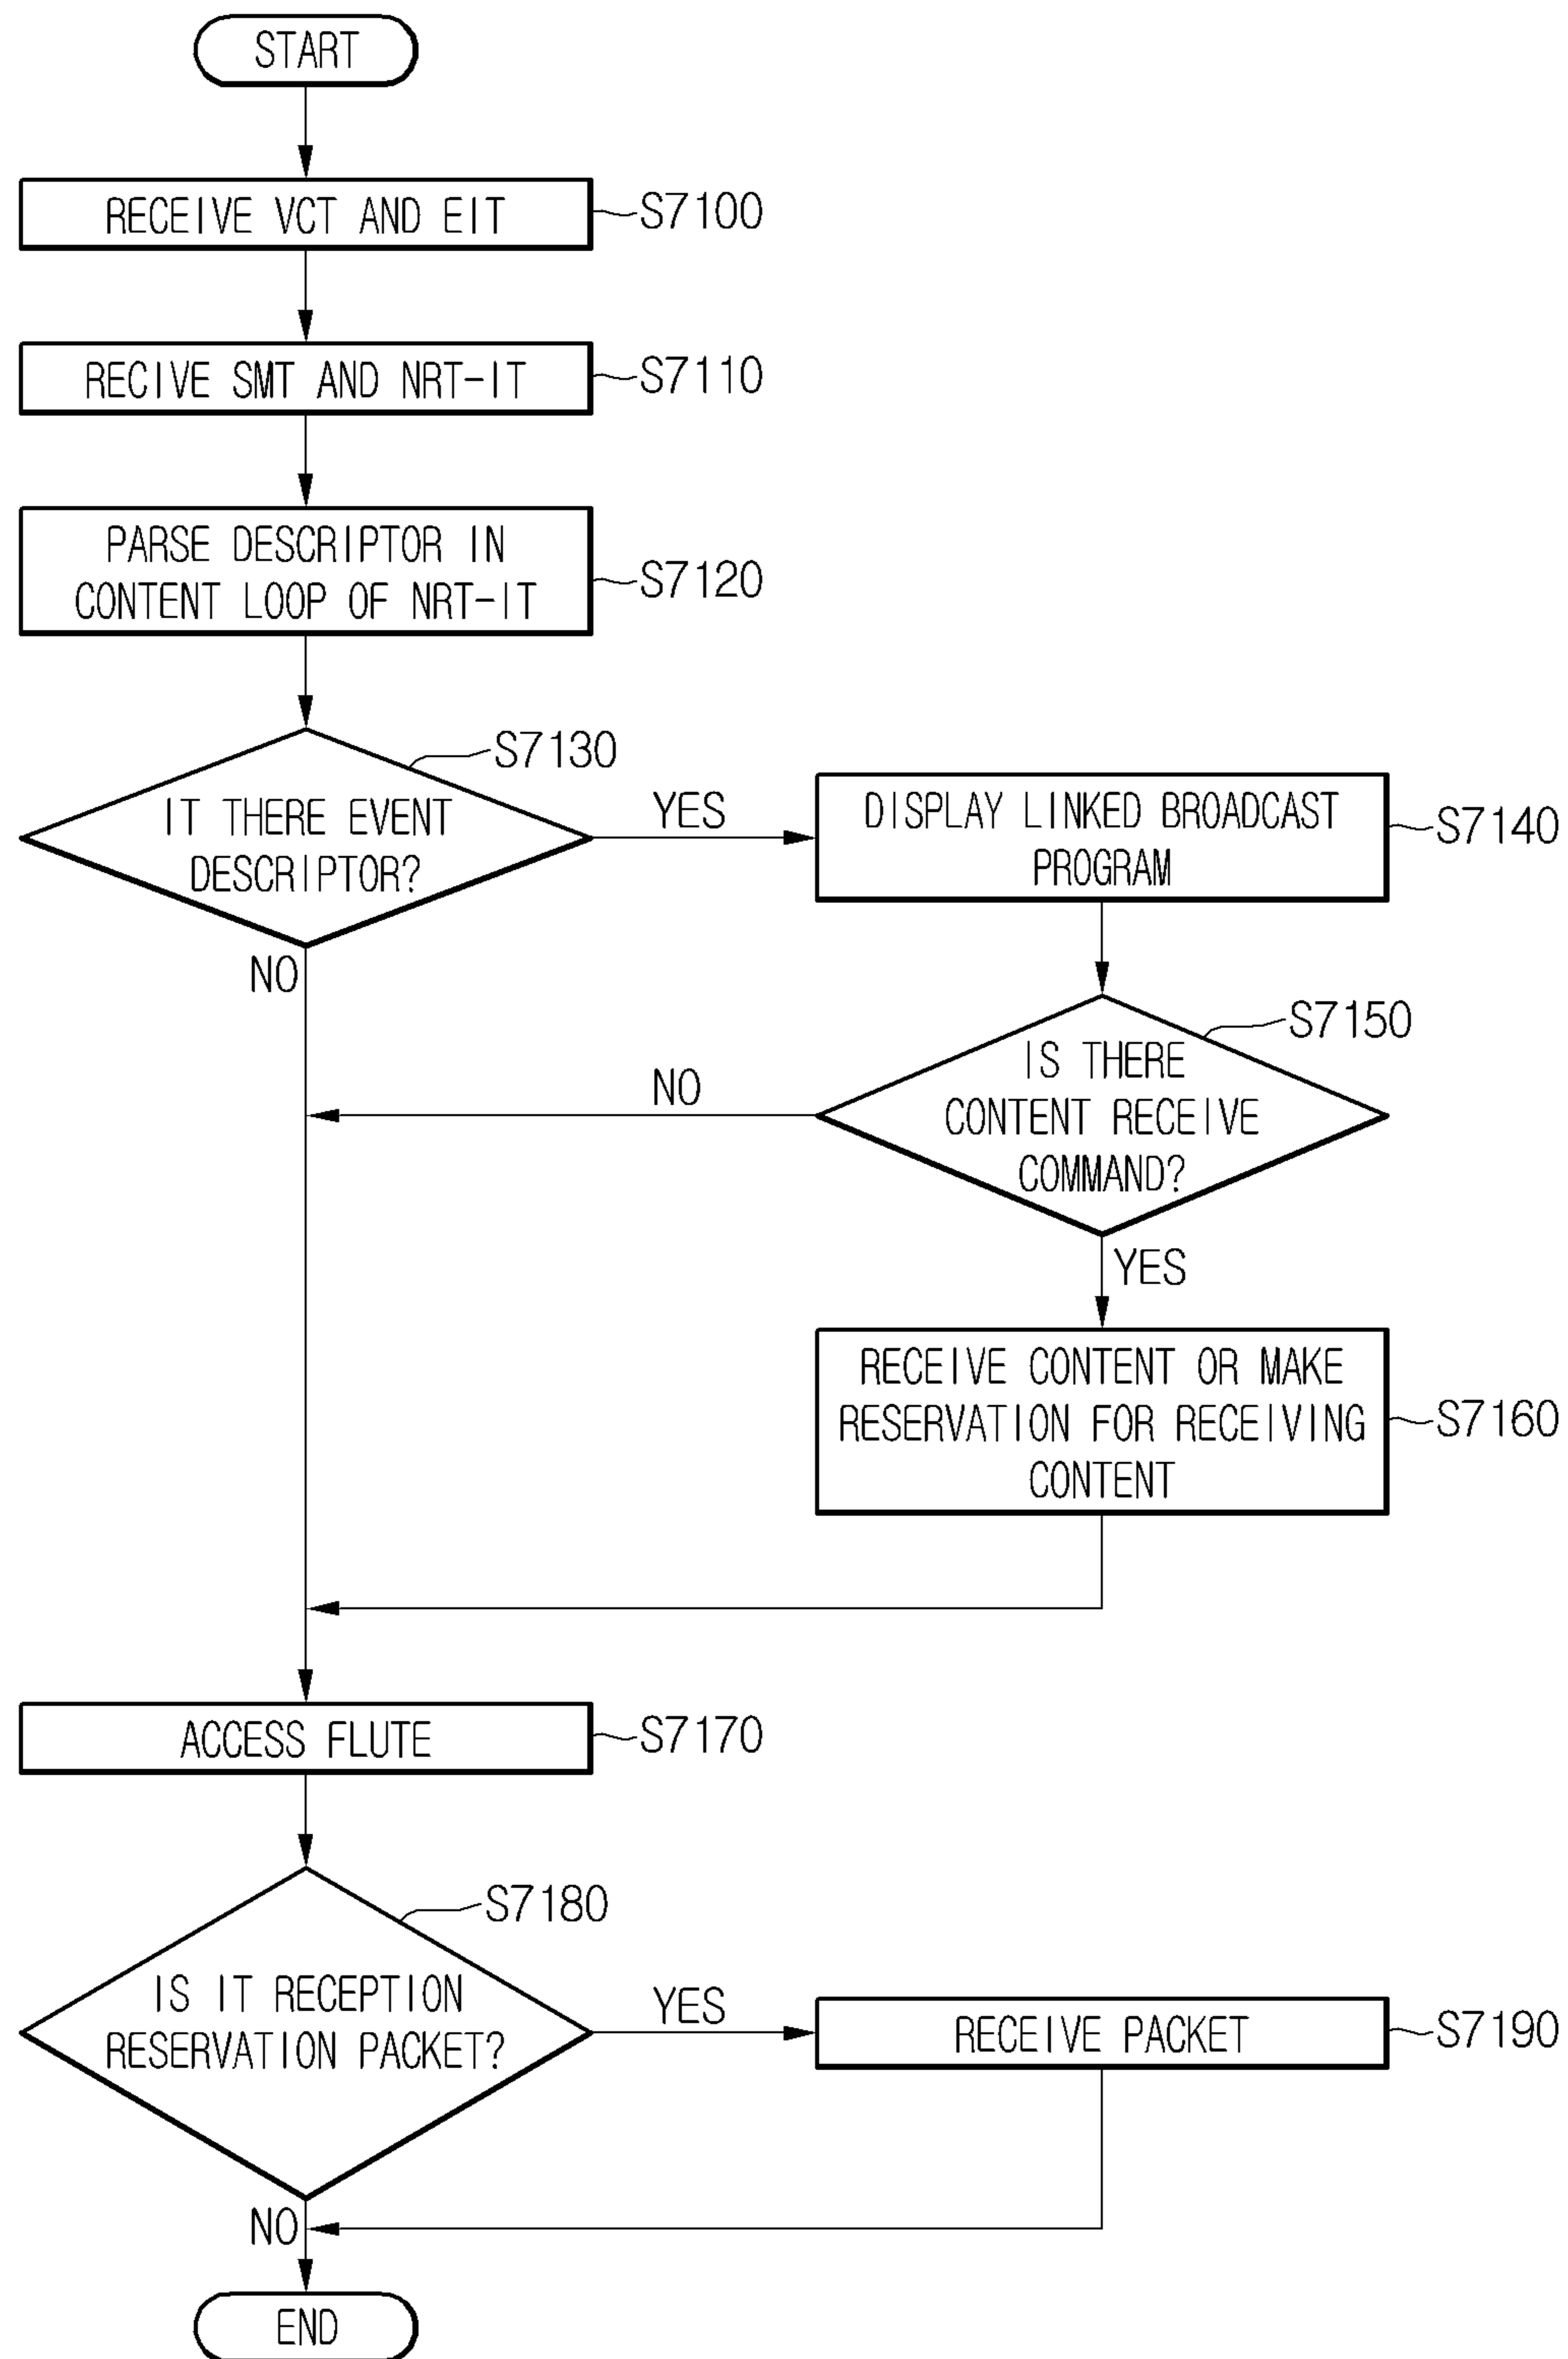 START
RECEIVE VCT AND EIT
S7100
RECIVE SMT AND NRT-IT
S7110
PARSE DESCRIPTOR IN
CONTENT LOOP OF NRT-IT
S7120
S7130
IT THERE EVENT
DESCRIPTOR?
YES
NO
DISPLAY LINKED BROADCAST
PROGRAM
S7140
S7150
IS THERE
CONTENT RECEIVE
COMMAND?
NO
YES
RECEIVE CONTENT OR MAKE
RESERVATION FOR RECEIVING
CONTENT
S7160
ACCESS FLUTE
S7170
S7180
IS IT RECEPTION
RESERVATION PACKET?
YES
RECEIVE PACKET
S7190
NO
END